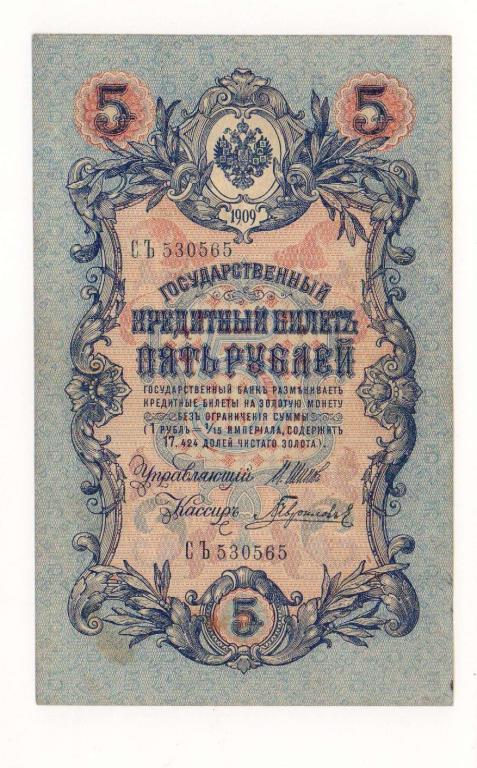 5 5
1909
СЪ 530565
ГОСУДАРСТВЕННЫЙ
КРЕДИТНЫЙ БИЛЕТЪ
ПЯТЬ РУБЛЕЙ
ГОСУДАРСТВЕННЫЙ БАНКЪ РАЗМѢНИВАЕТЪ
КРЕДИТНЫЕ БИЛЕТЫ НА ЗОЛОТУЮ МОНЕТУ
БЕЗЪ ОГРАНИЧЕНІЯ СУММЫ
(1 РУБЛЬ = 1/15 ИМПЕРІАЛА, СОДЕРЖИТЪ
17,424 ДОЛЕЙ ЧИСТАГО ЗОЛОТА).
Управляющій
Кассиръ
СЪ 530565
5